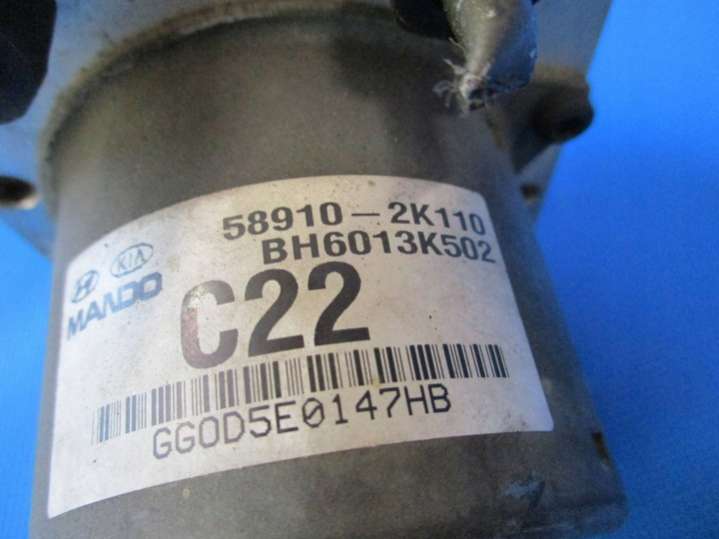 58910-2K110
BH6013K502
KIA
MANDO
C22
GG0D5E0147HB